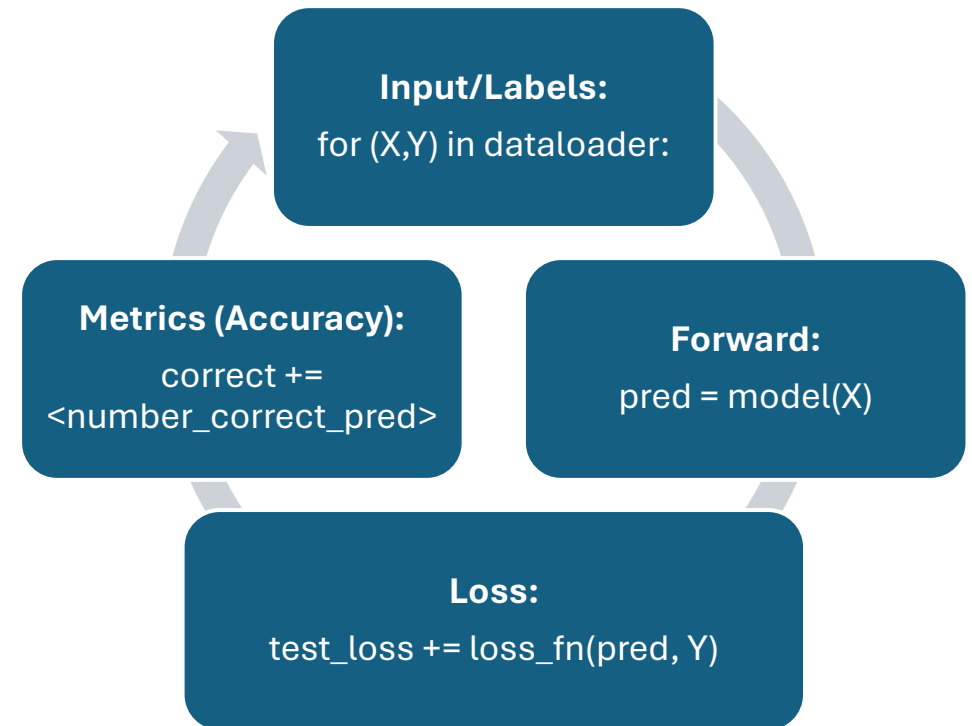 Input/Labels:
for (X,Y) in dataloader:
Forward:
pred = model(X)
Loss:
test_loss += loss_fn(pred, Y)
Metrics (Accuracy):
correct +=
<number_correct_pred>